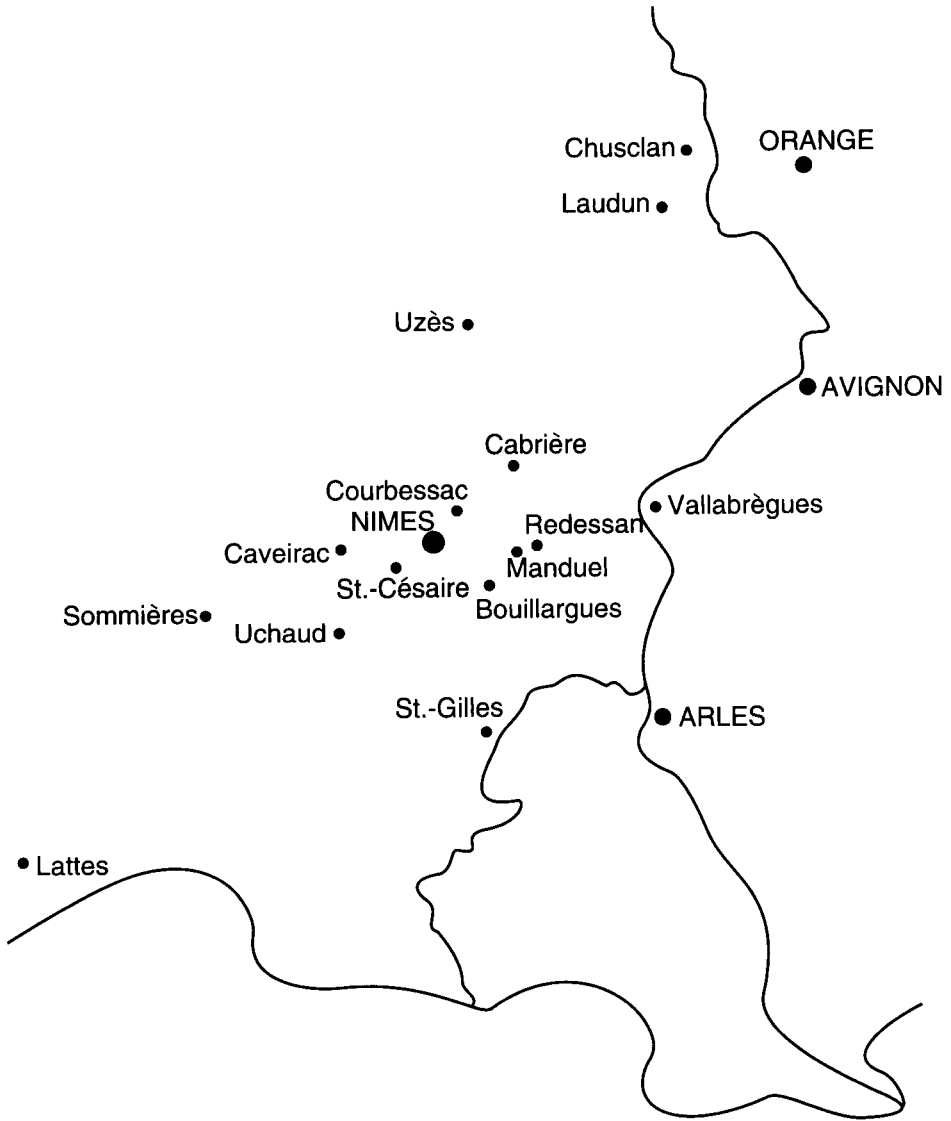 ORANGE
Chusclan
Laudun
Uzès
AVIGNON
Cabrière
Courbessac
Vallabrègues
NIMES
Redessan
Caveirac
Manduel
St.-Césaire
Bouillargues
Sommières
Uchaud
St.-Gilles
ARLES
Lattes